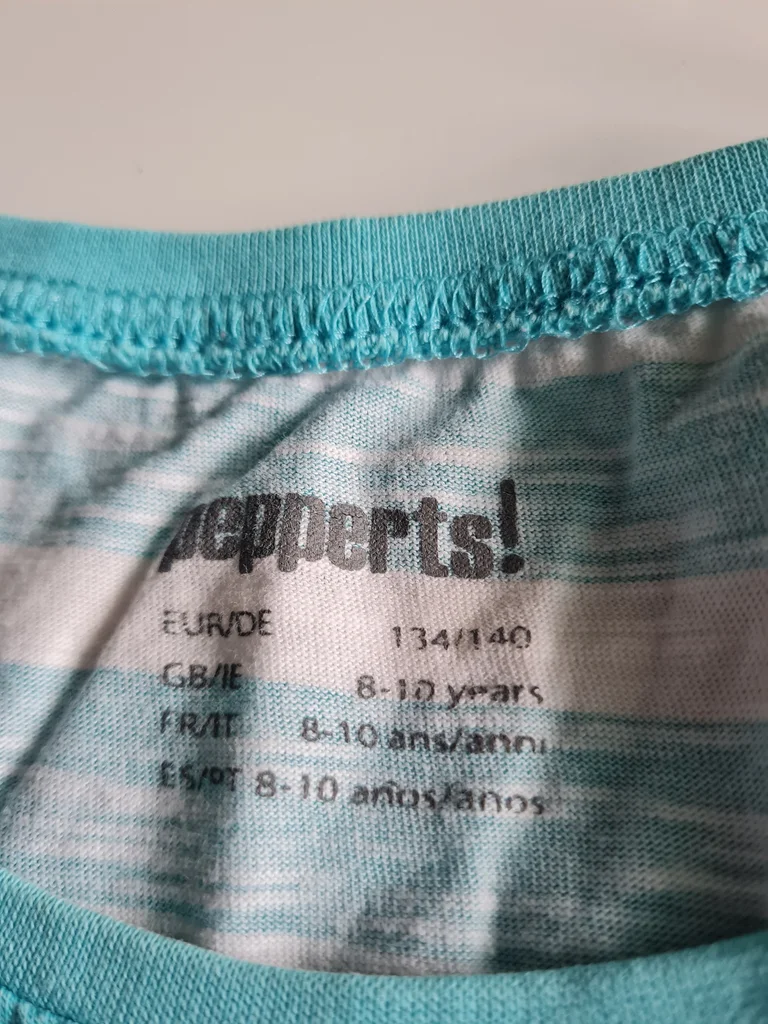 pepperts!
EUR/DE 134/140
GB/IE 8-10 years
FR/IT 8-10 ans/anni
ES/PT 8-10 años/anos